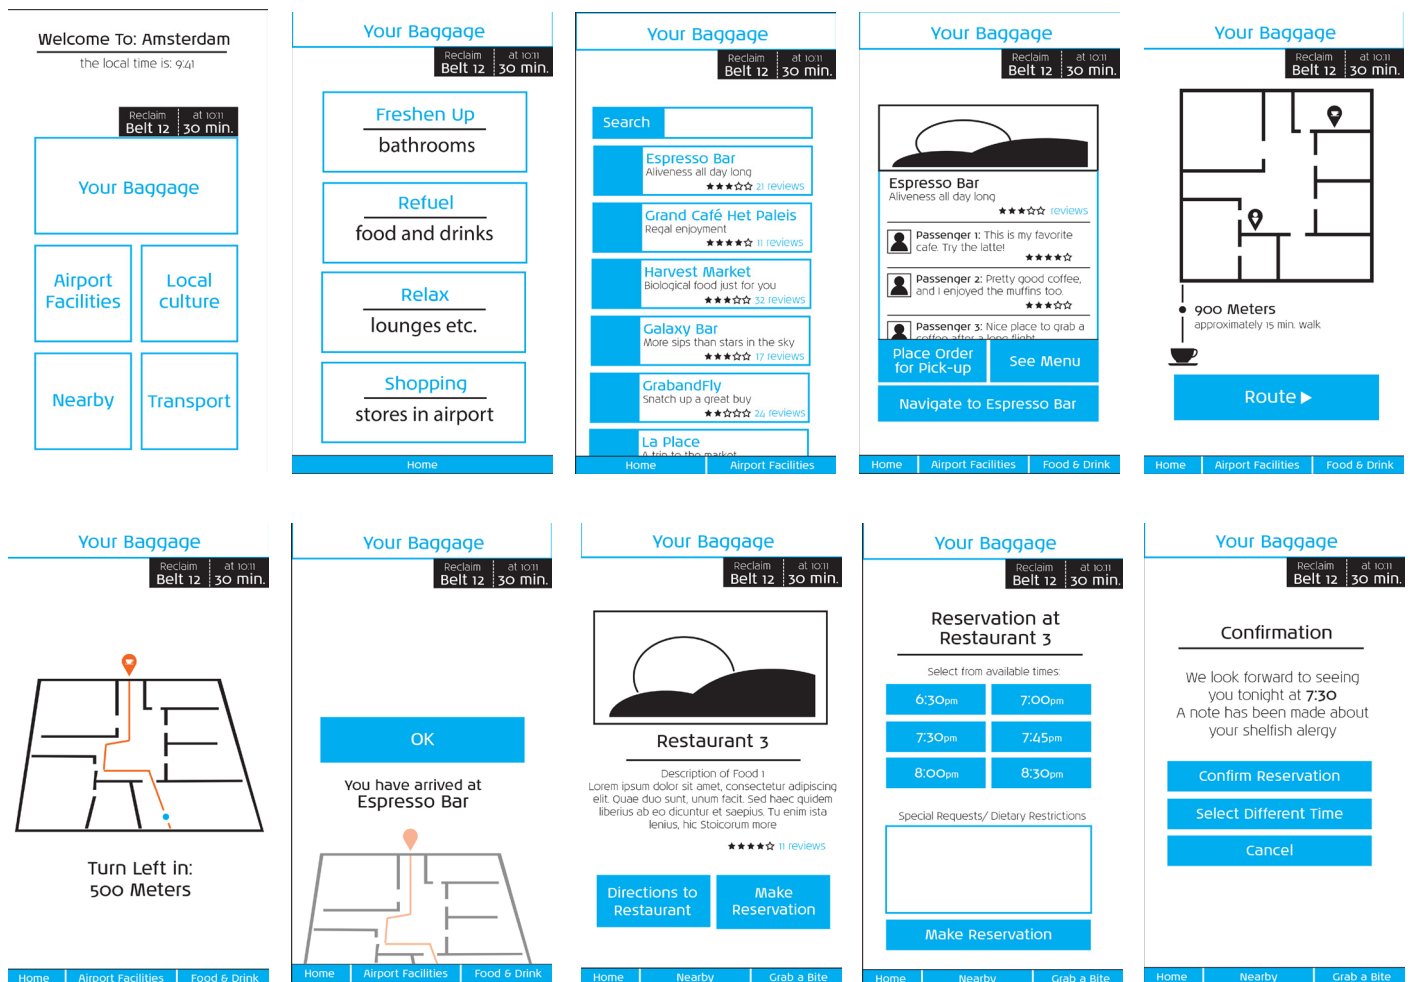 Welcome To: Amsterdam
the local time is: 9:41
Reclaim at 10:11
Belt 12 30 min.
Your Baggage
Airport
Facilities
Local
culture
Nearby
Transport
Your Baggage
Reclaim at 10:11
Belt 12 30 min.
Freshen Up
bathrooms
Refuel
food and drinks
Relax
lounges etc.
Shopping
stores in airport
Home
Your Baggage
Reclaim at 10:11
Belt 12 30 min.
Search
Espresso Bar
Aliveness all day long
★★★☆☆ 21 reviews
Grand Café Het Paleis
Regal enjoyment
★★★★☆ 11 reviews
Harvest Market
Biological food just for you
★★★☆☆ 32 reviews
Galaxy Bar
More sips than stars in the sky
★★★☆☆ 17 reviews
GrabandFly
Snatch up a great buy
★★☆☆☆ 24 reviews
La Place
A trip to the market
Home Airport Facilities
Your Baggage
Reclaim at 10:11
Belt 12 30 min.
Espresso Bar
Aliveness all day long
★★★☆☆ reviews
Passenger 1: This is my favorite
cafe. Try the latte!
★★★★☆
Passenger 2: Pretty good coffee,
and I enjoyed the muffins too.
★★★☆☆
Passenger 3: Nice place to grab a
coffee after a long flight
Place Order
for Pick-up
See Menu
Navigate to Espresso Bar
Home Airport Facilities Food & Drink
Your Baggage
Reclaim at 10:11
Belt 12 30 min.
900 Meters
approximately 15 min. walk
Route
Home Airport Facilities Food & Drink
Your Baggage
Reclaim at 10:11
Belt 12 30 min.
Turn Left in:
500 Meters
Home Airport Facilities Food & Drink
Your Baggage
Reclaim at 10:11
Belt 12 30 min.
OK
You have arrived at
Espresso Bar
Home Airport Facilities Food & Drink
Your Baggage
Reclaim at 10:11
Belt 12 30 min.
Restaurant 3
Description of Food 1
Lorem ipsum dolor sit amet, consectetur adipiscing
elit. Quae duo sunt, unum facit. Sed haec quidem
liberius ab eo dicuntur et saepius. Tu enim ista
lenius, hic Stoicorum more
★★★★☆ 11 reviews
Directions to
Restaurant
Make
Reservation
Home Nearby Grab a Bite
Your Baggage
Reclaim at 10:11
Belt 12 30 min.
Reservation at
Restaurant 3
Select from available times:
6:30pm 7:00pm
7:30pm 7:45pm
8:00pm 8:30pm
Special Requests/ Dietary Restrictions
Make Reservation
Home Nearby Grab a Bite
Your Baggage
Reclaim at 10:11
Belt 12 30 min.
Confirmation
We look forward to seeing
you tonight at 7:30
A note has been made about
your shelfish alergy
Confirm Reservation
Select Different Time
Cancel
Home Nearby Grab a Bite